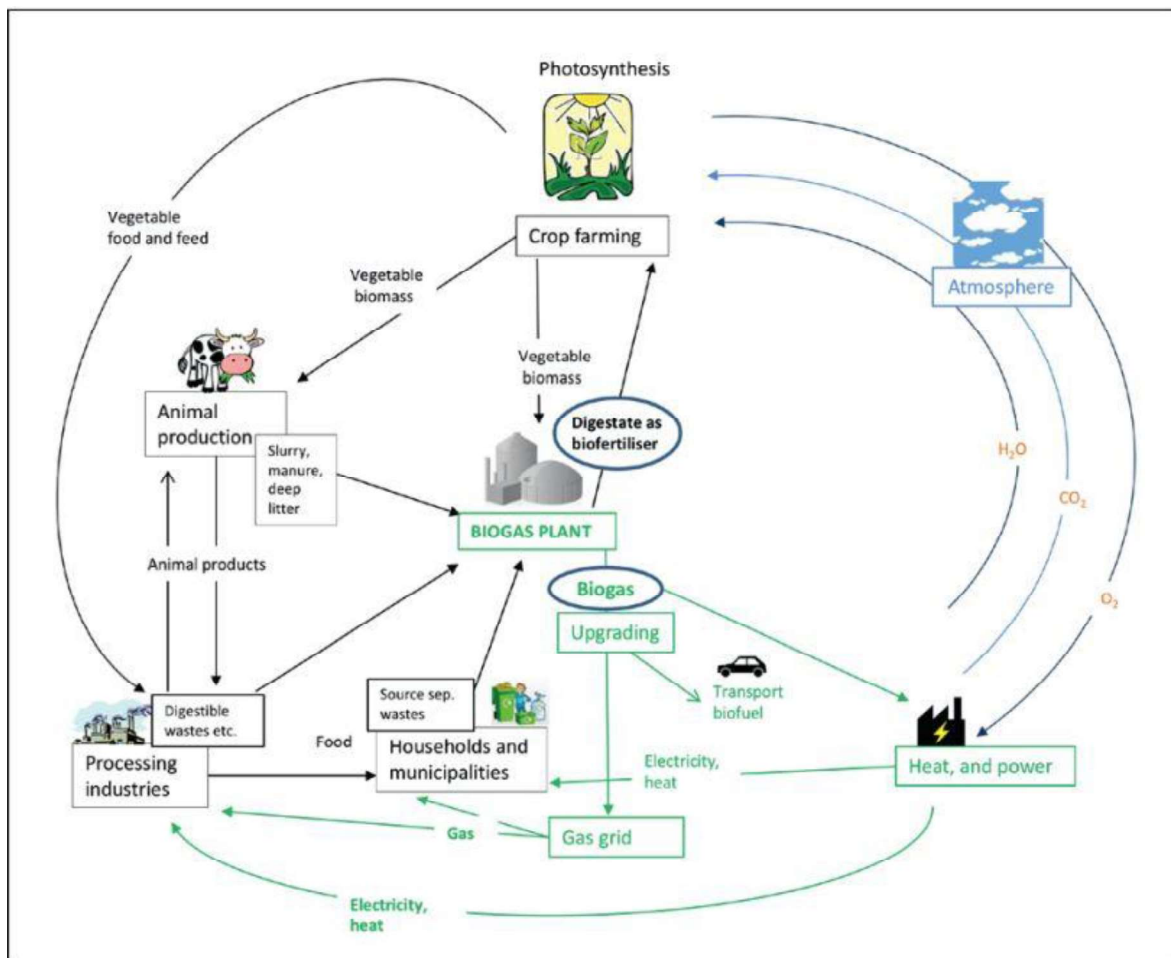 Photosynthesis
Vegetable
food and feed
Crop farming
Atmosphere
Vegetable
biomass
Vegetable
biomass
Animal
production
Slurry,
manure,
deep
litter
Digestate as
biofertiliser
H₂O
CO₂
O₂
BIOGAS PLANT
Animal products
Biogas
Upgrading
Transport
biofuel
Digestible
wastes etc.
Source sep.
wastes
Food
Processing
industries
Households and
municipalities
Electricity,
heat
Heat, and power
Gas
Gas grid
Electricity,
heat